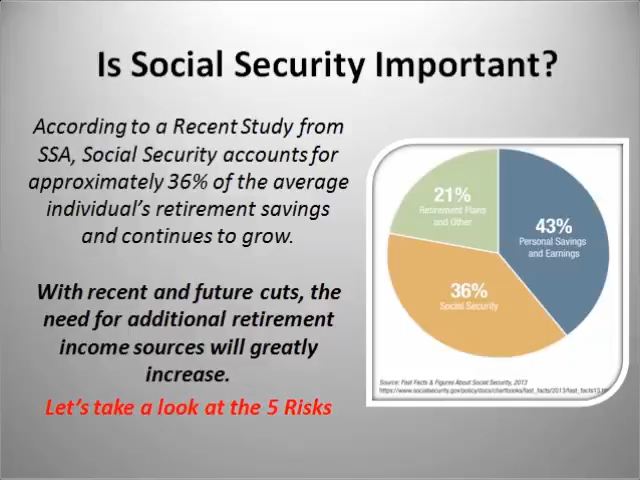 Is Social Security Important?
According to a Recent Study from
SSA, Social Security accounts for
approximately 36% of the average
individual's retirement savings
and continues to grow.
With recent and future cuts, the
need for additional retirement
income sources will greatly
increase.
Let's take a look at the 5 Risks
21%
Retirement Plans
and Other
43%
Personal Savings
and Earnings
36%
Social Security
Source: Fast Facts & Figures About Social Security, 2013